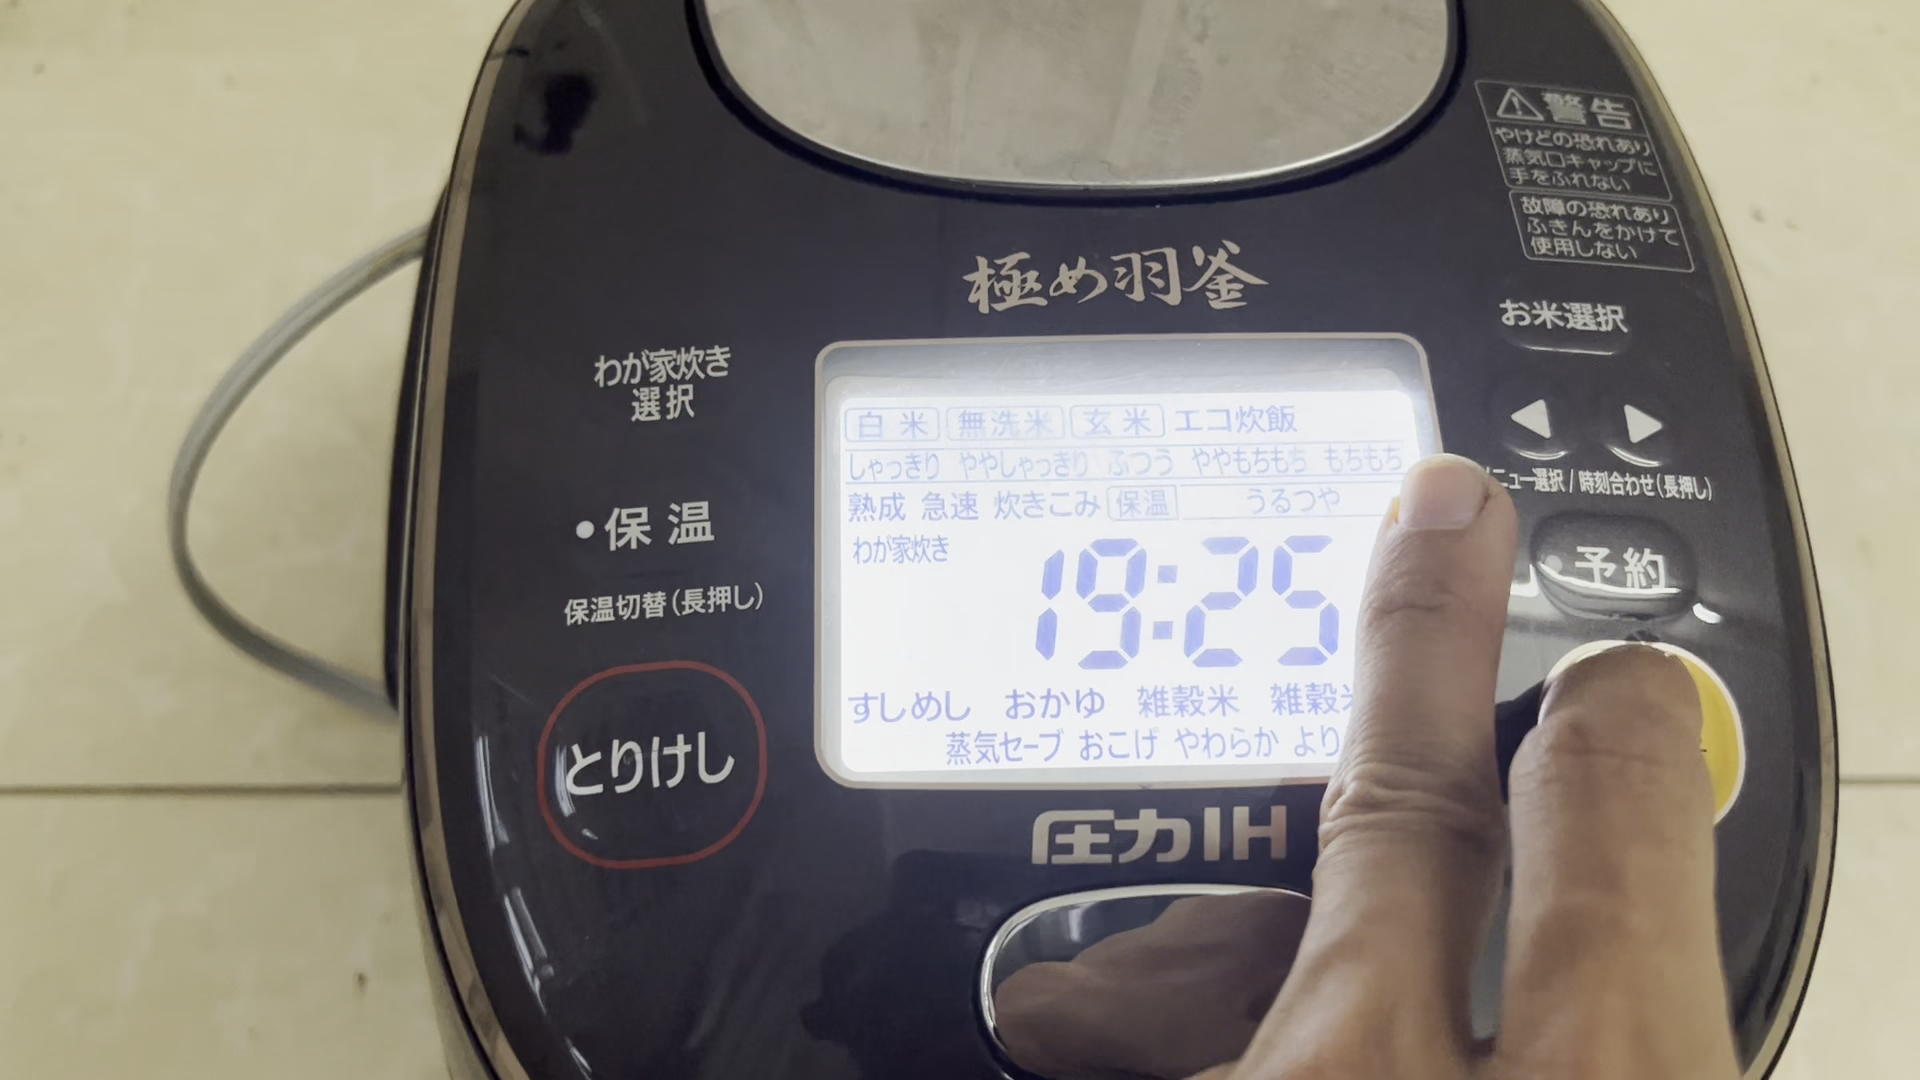 警告
やけどの恐れあり
蒸気口キャップに
手をふれない
故障の恐れあり
ふきんをかけて
使用しない
極め羽釜
お米選択
わが家炊き
選択
白米 無洗米 玄米 エコ炊飯
しゃっきり ややしゃっきり ふつう ややもちもち もちもち
ニュー選択/時刻合わせ(長押し)
熟成 急速 炊きこみ 保温 うるつや
•保温
わが家炊き
19:25
予約
保温切替(長押し)
すしめし おかゆ 雑穀米 雑穀米
蒸気セーブ おこげ やわらか より
とりけし
圧力IH